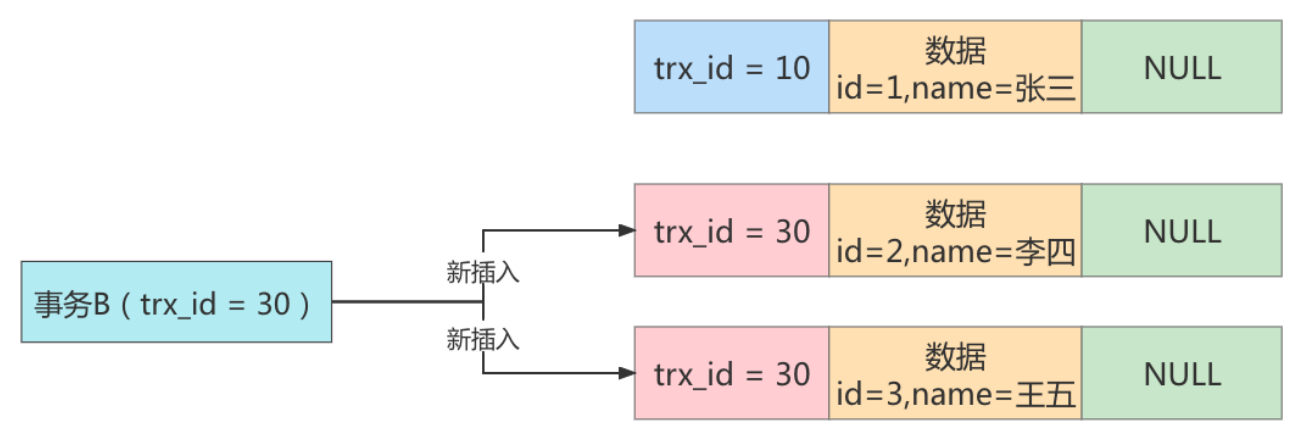 trx_id = 10
数据
id=1,name=张三
NULL
trx_id = 30
数据
id=2,name=李四
NULL
新插入
事务B（trx_id = 30）
新插入
trx_id = 30
数据
id=3,name=王五
NULL